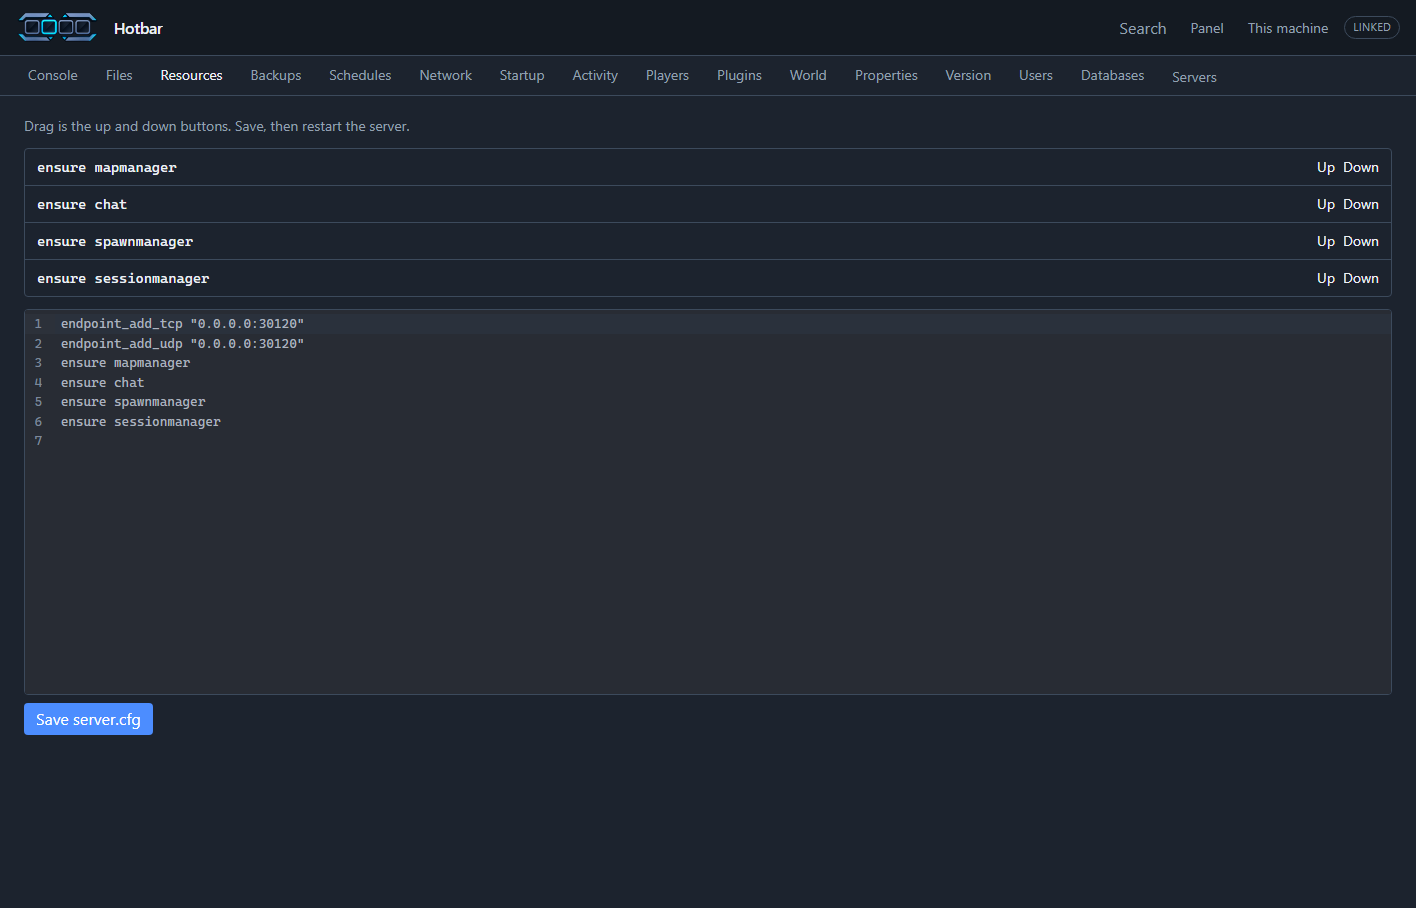 Hotbar
Search Panel This machine LINKED
Console Files Resources Backups Schedules Network Startup Activity Players Plugins World Properties Version Users Databases Servers
Drag is the up and down buttons. Save, then restart the server.
ensure mapmanager Up Down
ensure chat Up Down
ensure spawnmanager Up Down
ensure sessionmanager Up Down
1 endpoint_add_tcp "0.0.0.0:30120"
2 endpoint_add_udp "0.0.0.0:30120"
3 ensure mapmanager
4 ensure chat
5 ensure spawnmanager
6 ensure sessionmanager
7
Save server.cfg